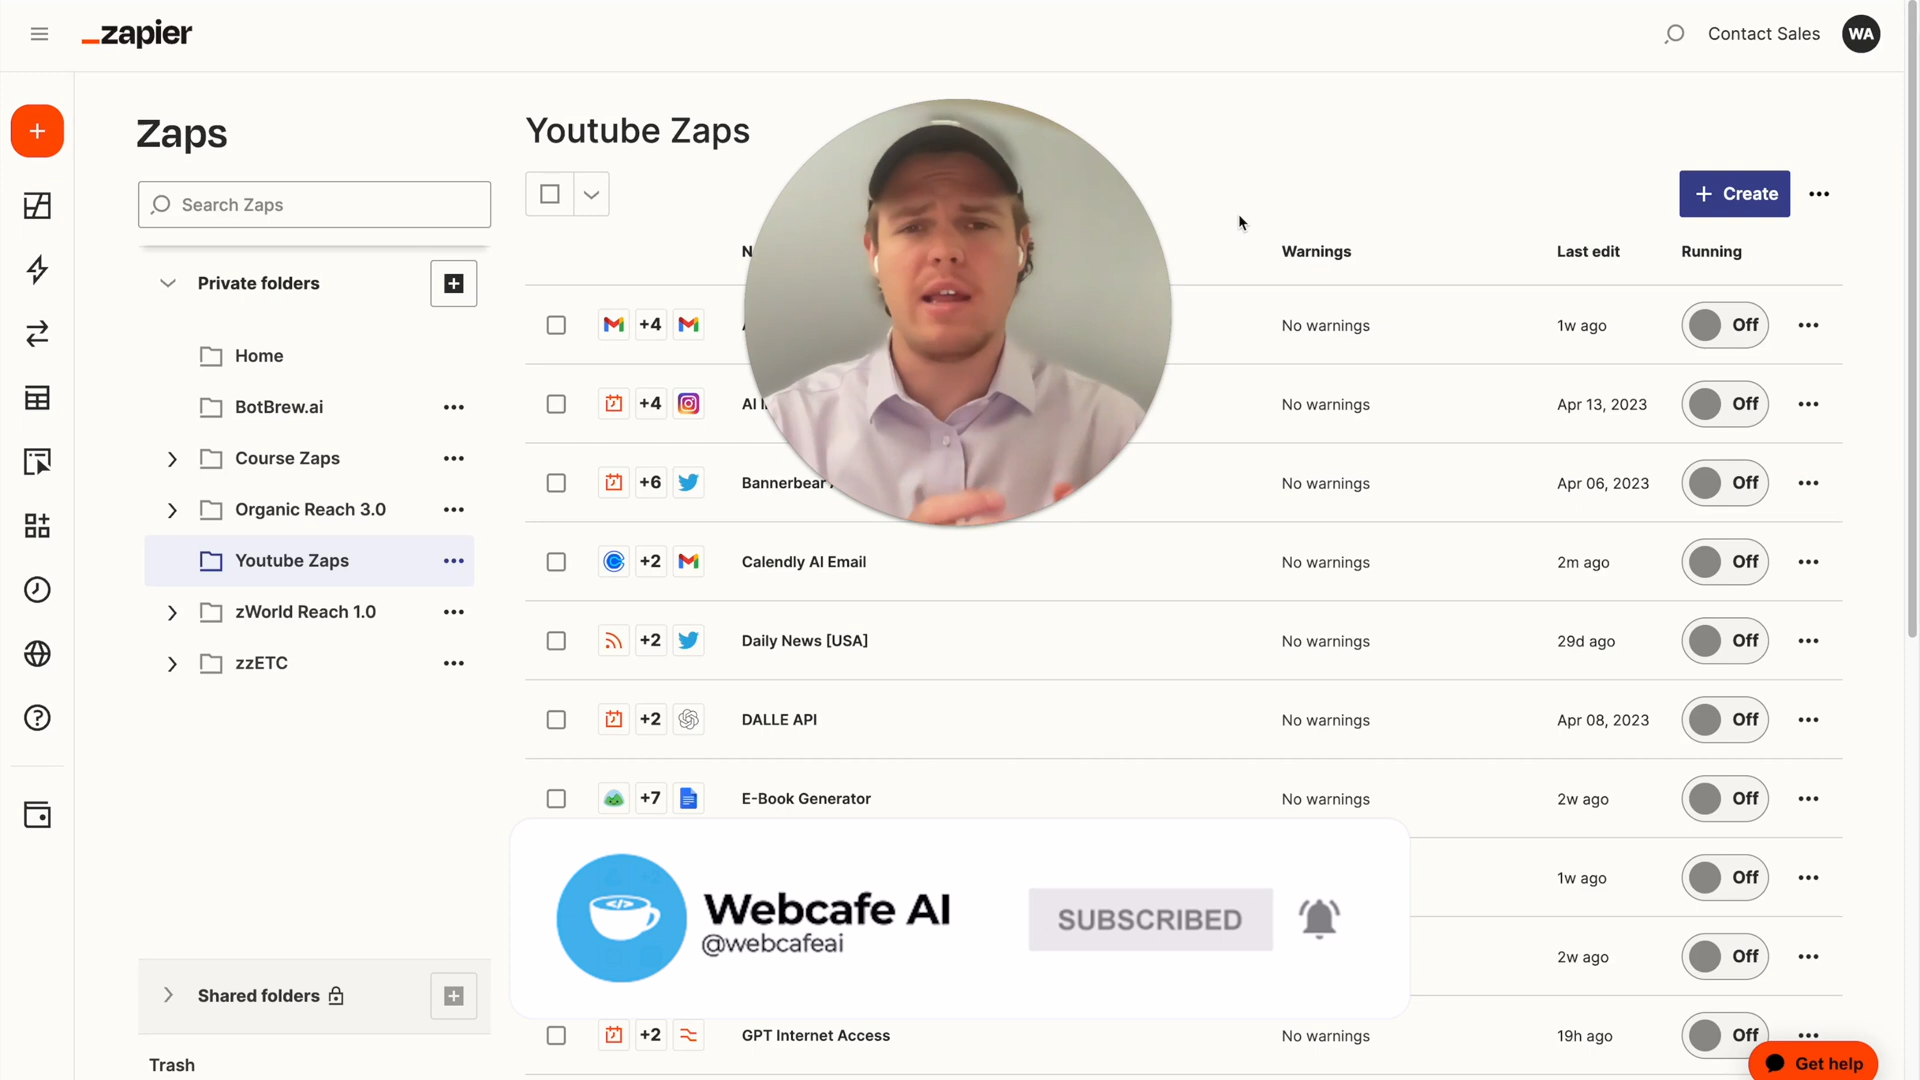 zapier
Contact Sales
WA
Zaps
Search Zaps
Private folders
Home
BotBrew.ai
Course Zaps
Organic Reach 3.0
Youtube Zaps
zWorld Reach 1.0
zzETC
Shared folders
Trash
Youtube Zaps
Create
N
Warnings
Last edit
Running
+4
No warnings
1w ago
Off
+4
AI
No warnings
Apr 13, 2023
Off
+6
Bannerbear
No warnings
Apr 06, 2023
Off
+2
Calendly AI Email
No warnings
2m ago
Off
+2
Daily News [USA]
No warnings
29d ago
Off
+2
DALLE API
No warnings
Apr 08, 2023
Off
+7
E-Book Generator
No warnings
2w ago
Off
1w ago
Off
2w ago
Off
Webcafe AI
@webcafeai
SUBSCRIBED
+2
GPT Internet Access
No warnings
19h ago
Off
Get help